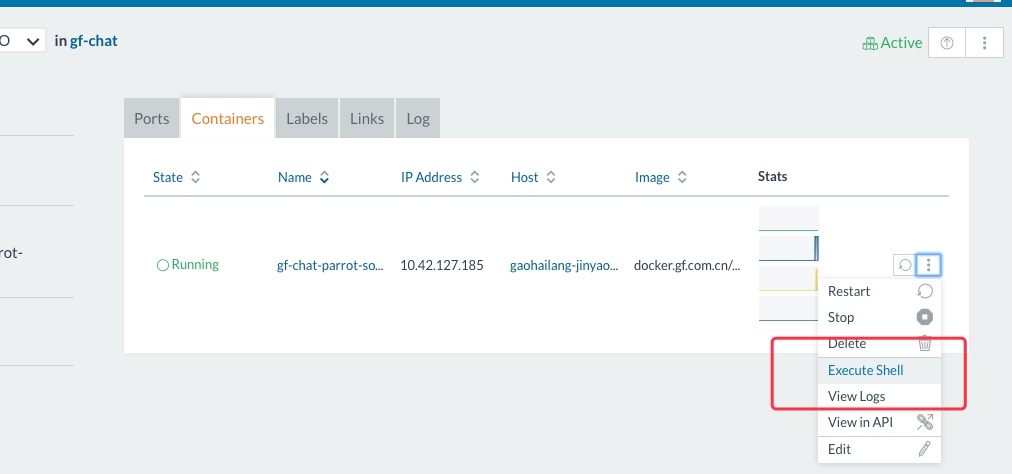 O in gf-chat
Active
Ports Containers Labels Links Log
State Name IP Address Host Image Stats
rot-
Running gf-chat-parrot-so... 10.42.127.185 gaohailang-jinyao... docker.gf.com.cn/...
Restart
Stop
Delete
Execute Shell
View Logs
View in API
Edit